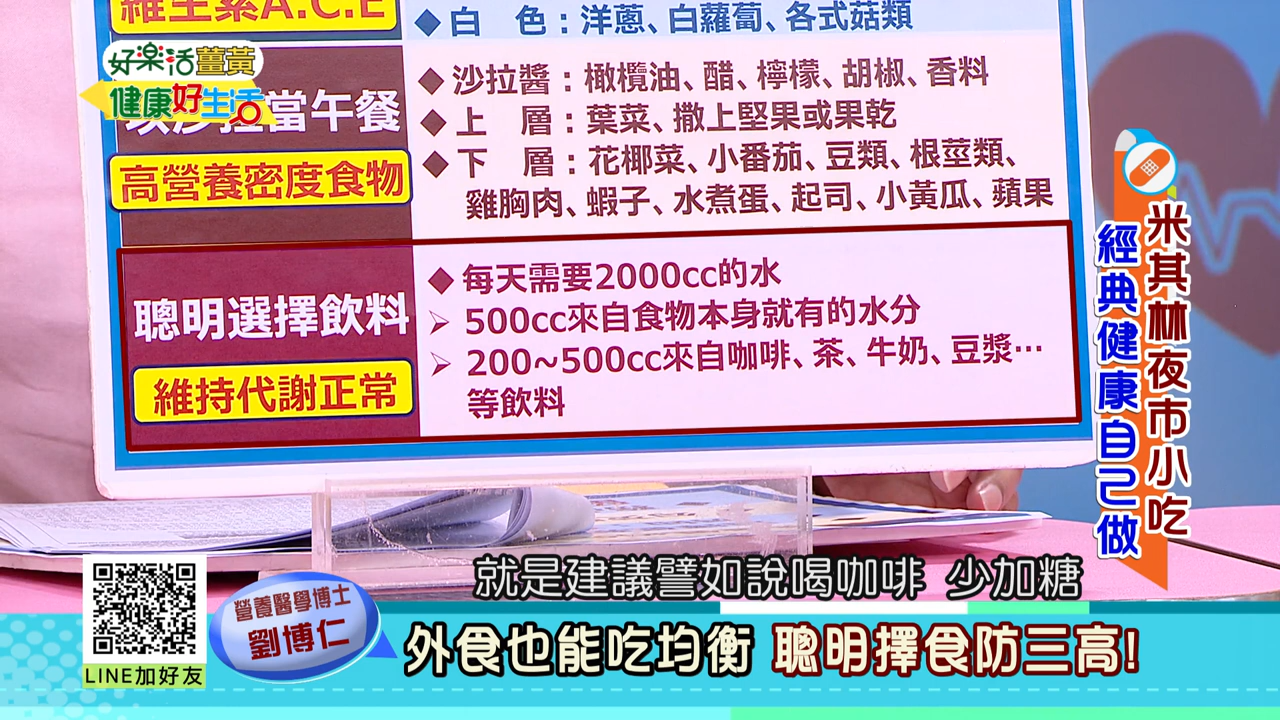 維生素A.C.E
◆白　色：洋蔥、白蘿蔔、各式菇類
好樂活薑黃
健康好生活
當午餐
高營養密度食物
◆沙拉醬：橄欖油、醋、檸檬、胡椒、香料
◆上　層：葉菜、撒上堅果或果乾
◆下　層：花椰菜、小番茄、豆類、根莖類、
雞胸肉、蝦子、水煮蛋、起司、小黃瓜、蘋果
聰明選擇飲料
維持代謝正常
◆每天需要2000cc的水
➢ 500cc來自食物本身就有的水分
➢ 200~500cc來自咖啡、茶、牛奶、豆漿…
等飲料
米其林夜市小吃
經典健康自己做
就是建議譬如說喝咖啡 少加糖
營養醫學博士
劉博仁
外食也能吃均衡 聰明擇食防三高!
LINE加好友